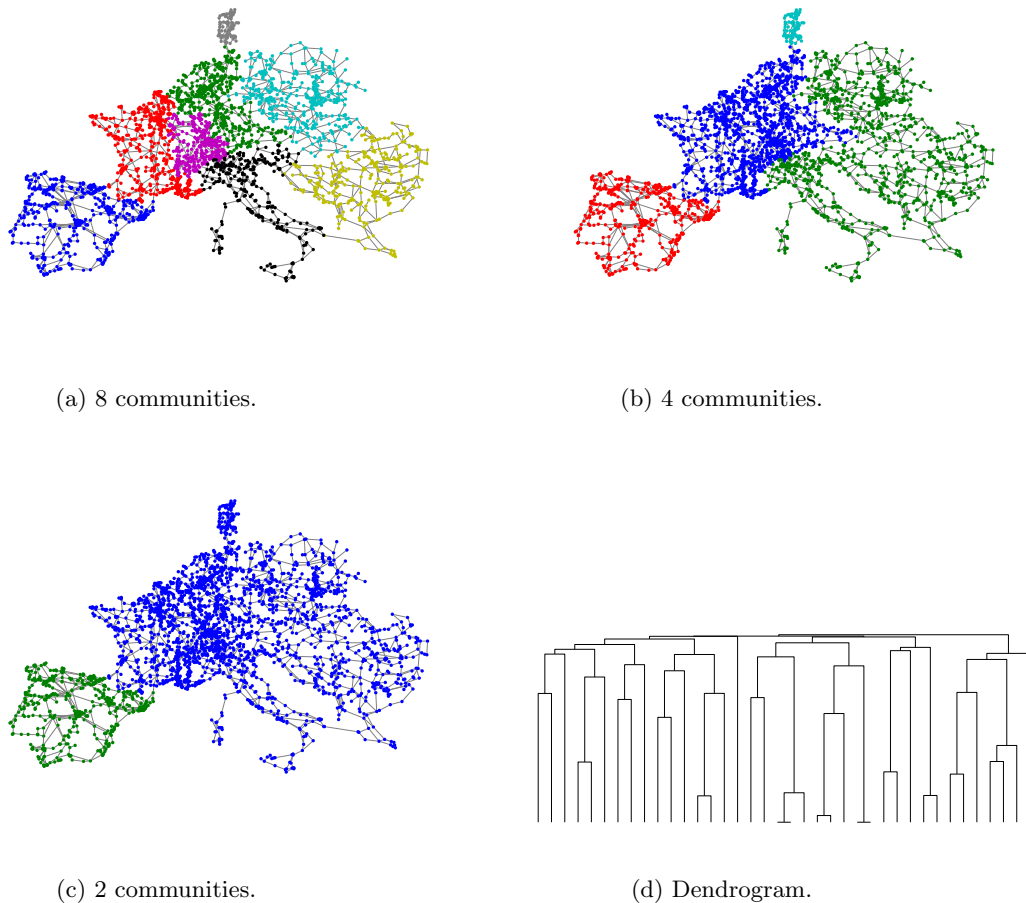 (a) 8 communities.
(b) 4 communities.
(c) 2 communities.
(d) Dendrogram.